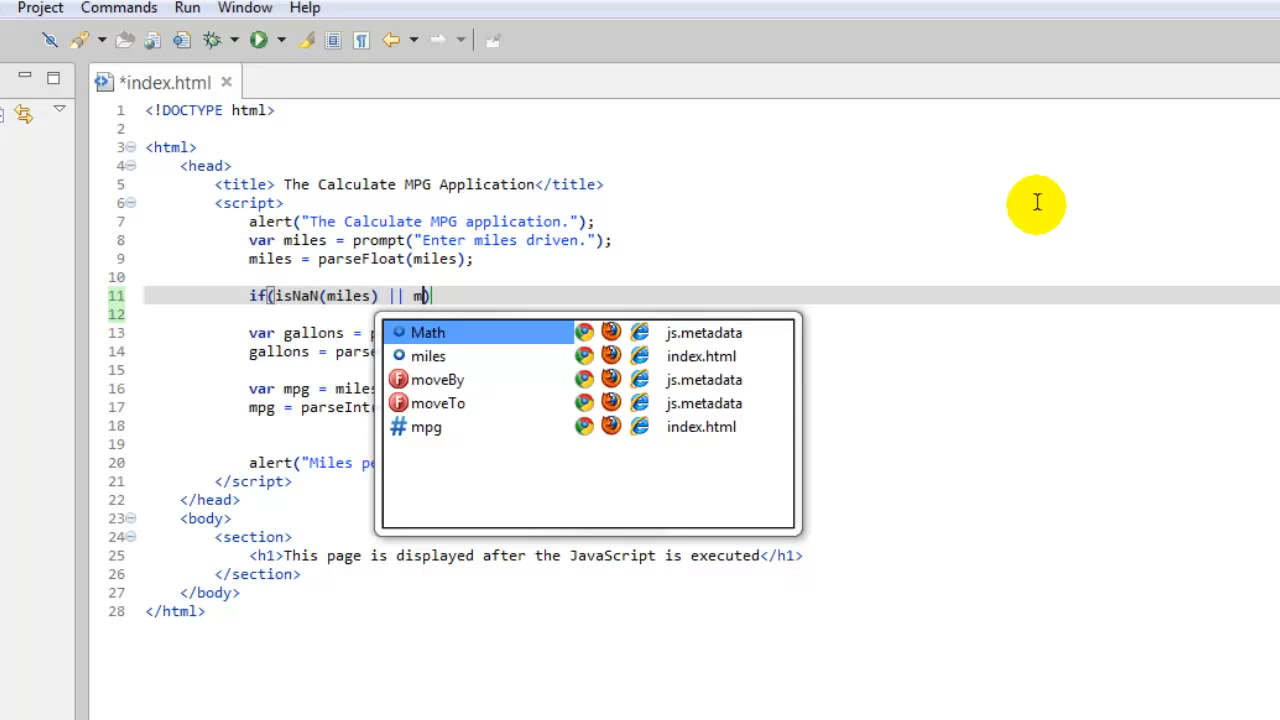 Project Commands Run Window Help
*index.html
1 <!DOCTYPE html>
2
3 <html>
4 <head>
5 <title> The Calculate MPG Application</title>
6 <script>
7 alert("The Calculate MPG application.");
8 var miles = prompt("Enter miles driven.");
9 miles = parseFloat(miles);
10
11 if(isNaN(miles) || m)
12
13 var gallons = p
14 gallons = parse
15
16 var mpg = miles
17 mpg = parseInt
18
19
20 alert("Miles pe
21 </script>
22 </head>
23 <body>
24 <section>
25 <h1>This page is displayed after the JavaScript is executed</h1>
26 </section>
27 </body>
28 </html>
Math js.metadata
miles index.html
moveBy js.metadata
moveTo js.metadata
mpg index.html